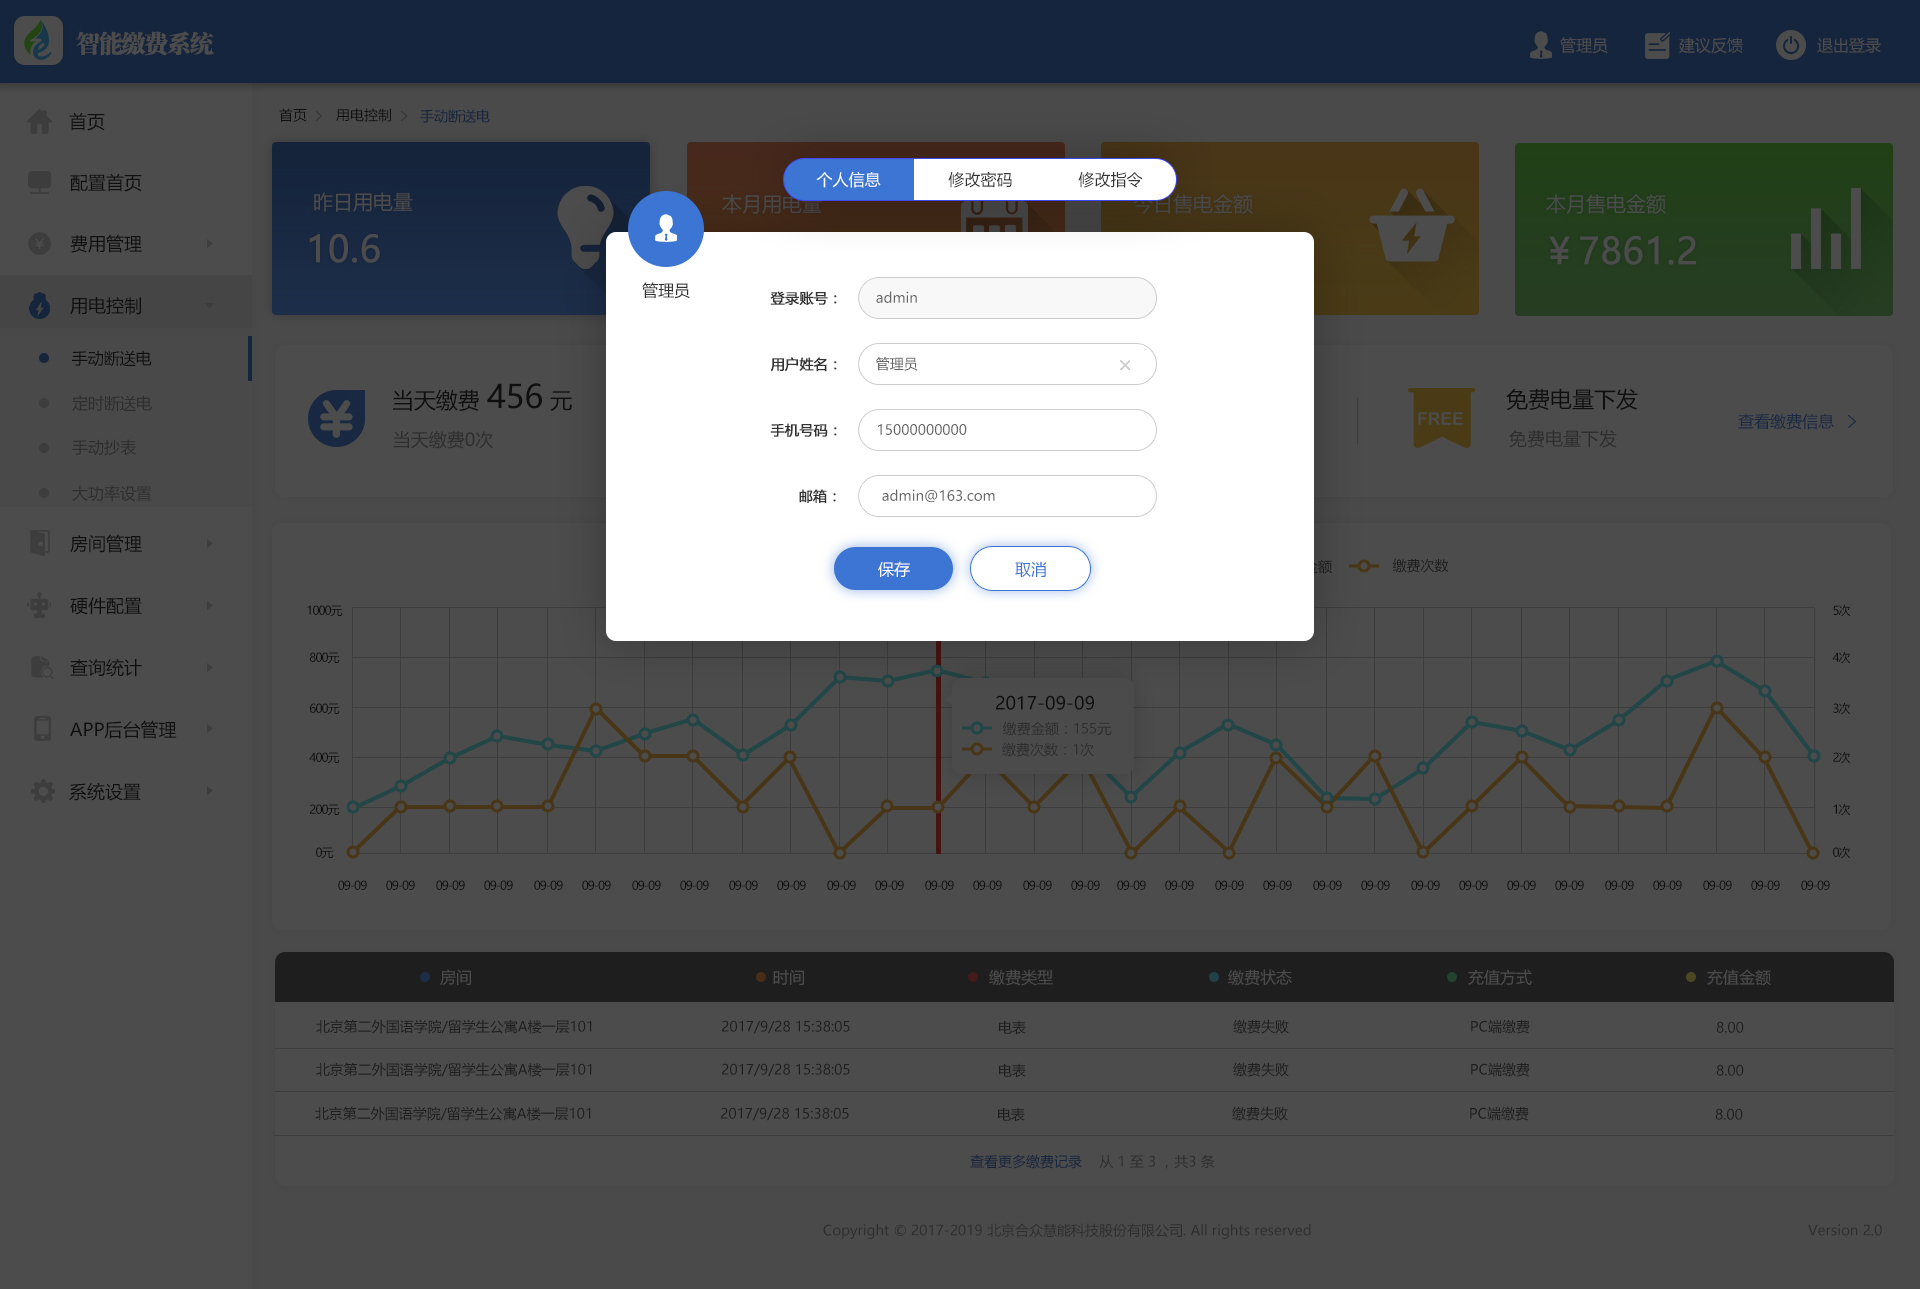 智能缴费系统
管理员
建议反馈
退出登录
首页
配置首页
费用管理
用电控制
手动断送电
定时断送电
手动抄表
大功率设置
房间管理
硬件配置
查询统计
APP后台管理
系统设置
首页 > 用电控制 > 手动断送电
昨日用电量
10.6
本月用电量
今日售电金额
本月售电金额
¥ 7861.2
个人信息
修改密码
修改指令
管理员
登录账号：
admin
用户姓名：
管理员
手机号码：
15000000000
邮箱：
admin@163.com
保存
取消
当天缴费 456 元
当天缴费0次
FREE
免费电量下发
免费电量下发
查看缴费信息
金额
缴费次数
1000元
800元
600元
400元
200元
0元
5次
4次
3次
2次
1次
0次
2017-09-09
缴费金额：155元
缴费次数：1次
09-09 09-09 09-09 09-09 09-09 09-09 09-09 09-09 09-09 09-09 09-09 09-09 09-09 09-09 09-09 09-09 09-09 09-09 09-09 09-09 09-09 09-09 09-09 09-09 09-09 09-09 09-09 09-09 09-09 09-09 09-09
房间 时间 缴费类型 缴费状态 充值方式 充值金额
北京第二外国语学院/留学生公寓A楼一层101 2017/9/28 15:38:05 电表 缴费失败 PC端缴费 8.00
北京第二外国语学院/留学生公寓A楼一层101 2017/9/28 15:38:05 电表 缴费失败 PC端缴费 8.00
北京第二外国语学院/留学生公寓A楼一层101 2017/9/28 15:38:05 电表 缴费失败 PC端缴费 8.00
查看更多缴费记录 从 1 至 3 ，共3 条
Copyright © 2017-2019 北京合众慧能科技股份有限公司. All rights reserved
Version 2.0